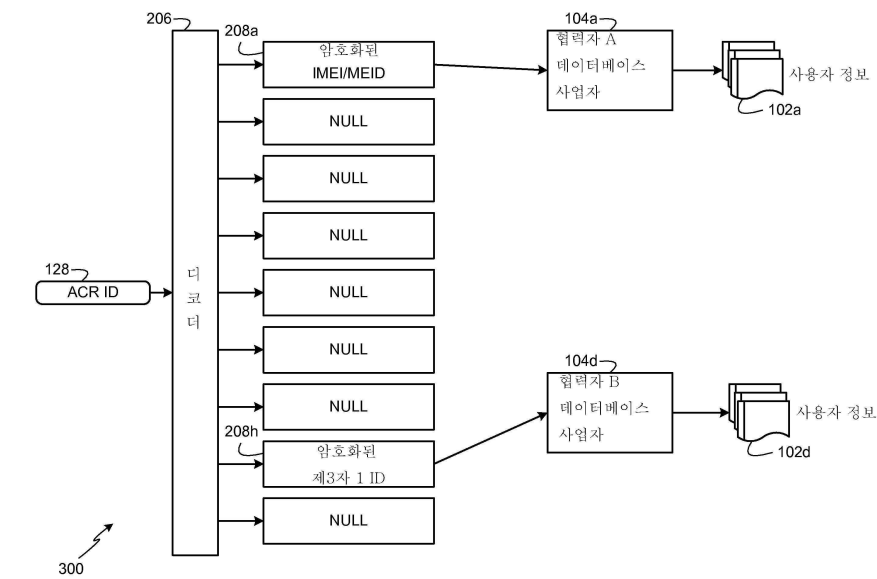 206
208a
암호화된
IMEI/MEID
104a
협력자 A
데이터베이스
사업자
사용자 정보
102a
NULL
NULL
NULL
128
ACR ID
디
코
더
NULL
NULL
NULL
104d
협력자 B
데이터베이스
사업자
사용자 정보
102d
208h
암호화된
제3자 1 ID
NULL
300